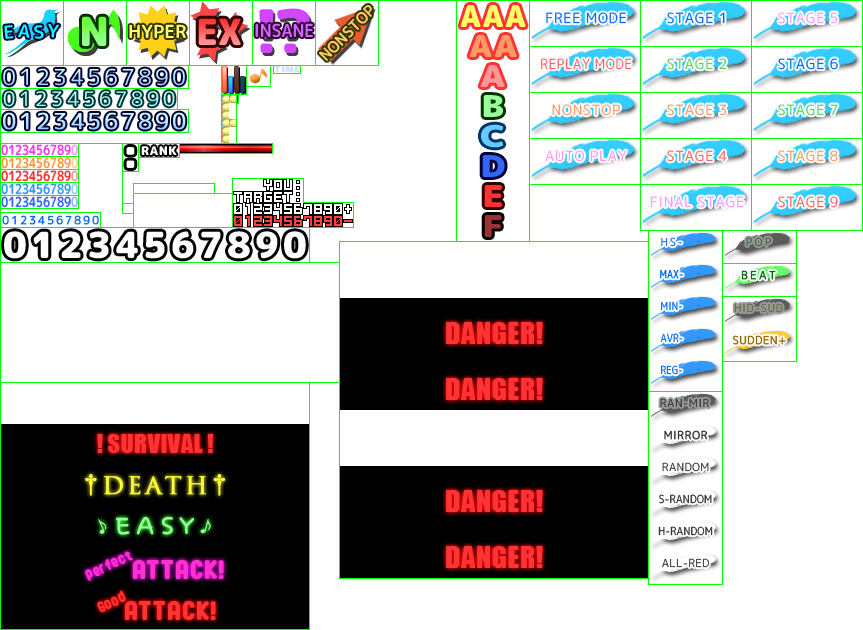 EASY N HYPER EX INSANE !? NONSTOP
1234567890
01234567890
01234567890
TIME
01234567890
01234567890
01234567890
01234567890
01234567890
RANK
YOU:
TARGET:
01234567890+
01234567890-
01234567890
01234567890
AAA
AA
A
B
C
D
E
F
FREE MODE STAGE 1 STAGE 5
REPLAY MODE STAGE 2 STAGE 6
NONSTOP STAGE 3 STAGE 7
AUTO PLAY STAGE 4 STAGE 8
FINAL STAGE STAGE 9
HS- POP
MAX- BEAT
MIN- HID-SUD
AVR- SUDDEN+
REG-
RAN-MIR
MIRROR
RANDOM
S-RANDOM
H-RANDOM
ALL-RED
DANGER!
DANGER!
DANGER!
DANGER!
!SURVIVAL!
†DEATH†
♪EASY♪
perfect ATTACK!
Good ATTACK!